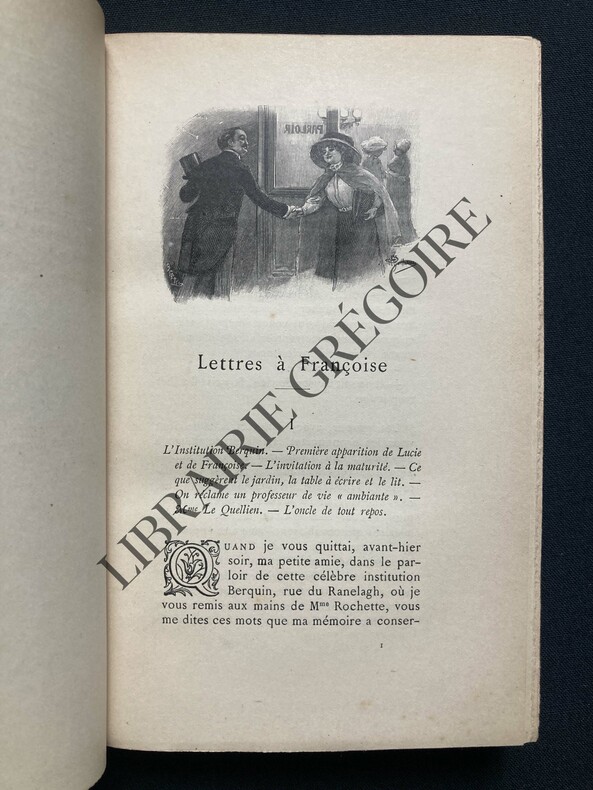 PARLOIR
Lettres à Françoise
I
L'Institution Berquin. — Première apparition de Lucie
et de Françoise. — L'invitation à la maturité. — Ce
que suggèrent le jardin, la table à écrire et le lit. —
On réclame un professeur de vie « ambiante ». —
Mme Le Quellien. — L'oncle de tout repos.
QUAND je vous quittai, avant-hier
soir, ma petite amie, dans le par-
loir de cette célèbre institution
Berquin, rue du Ranelagh, où je
vous remis aux mains de Mme Rochette, vous
me dites ces mots que ma mémoire a conser-
1
LIBRAIRIE GRÉGOIRE